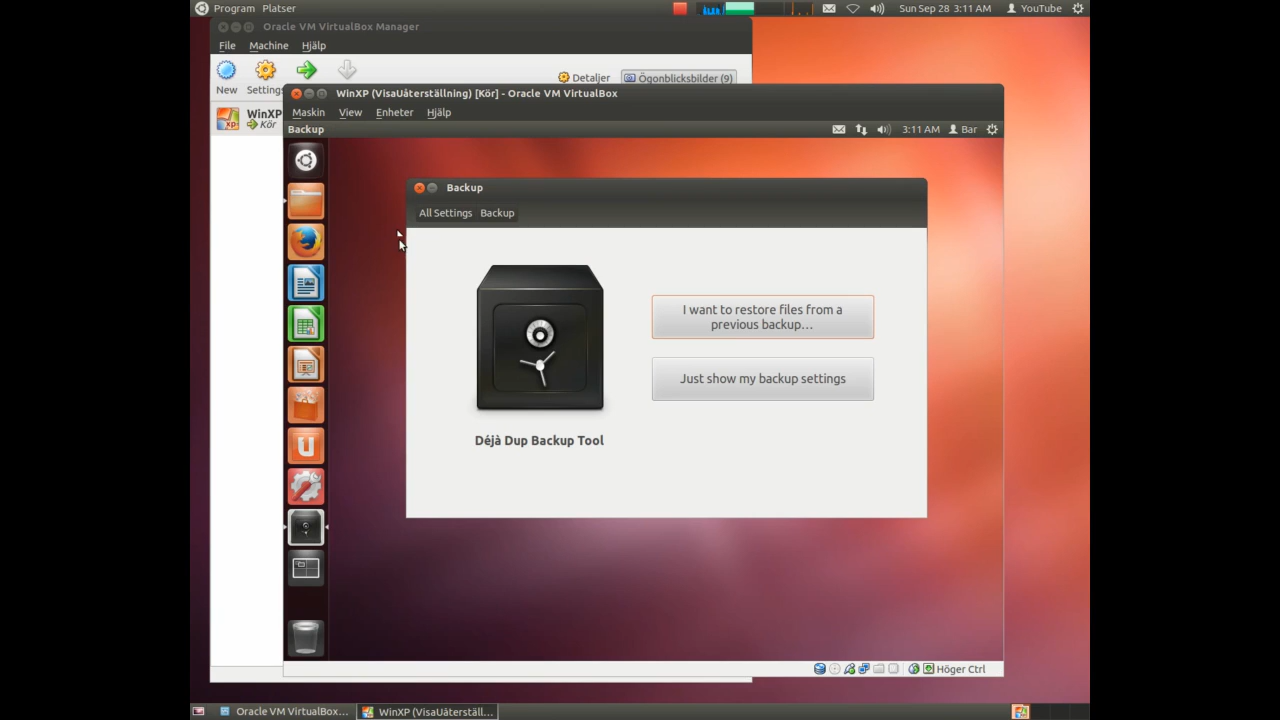 Program Platser
Sun Sep 28 3:11 AM YouTube
Oracle VM VirtualBox Manager
File Machine Hjälp
New Settings
Detaljer Ögonblicksbilder (9)
WinXP
Kör
WinXP (VisaUåterställning) [Kör] - Oracle VM VirtualBox
Maskin View Enheter Hjälp
Backup
3:11 AM Bar
Backup
All Settings Backup
I want to restore files from a
previous backup…
Just show my backup settings
Déjà Dup Backup Tool
Höger Ctrl
Oracle VM VirtualBox... WinXP (VisaUåterställ...